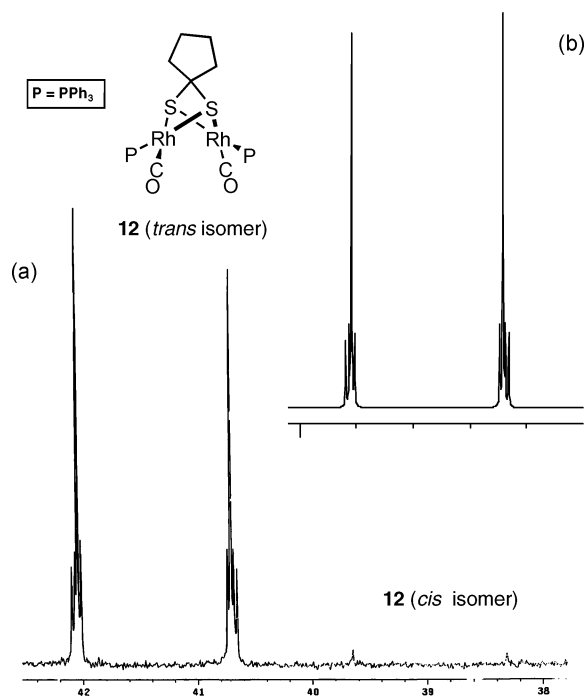 (b)
P = PPh3
S S
Rh Rh
P P
C C
O O
12 (trans isomer)
(a)
12 (cis isomer)
42 41 40 39 38